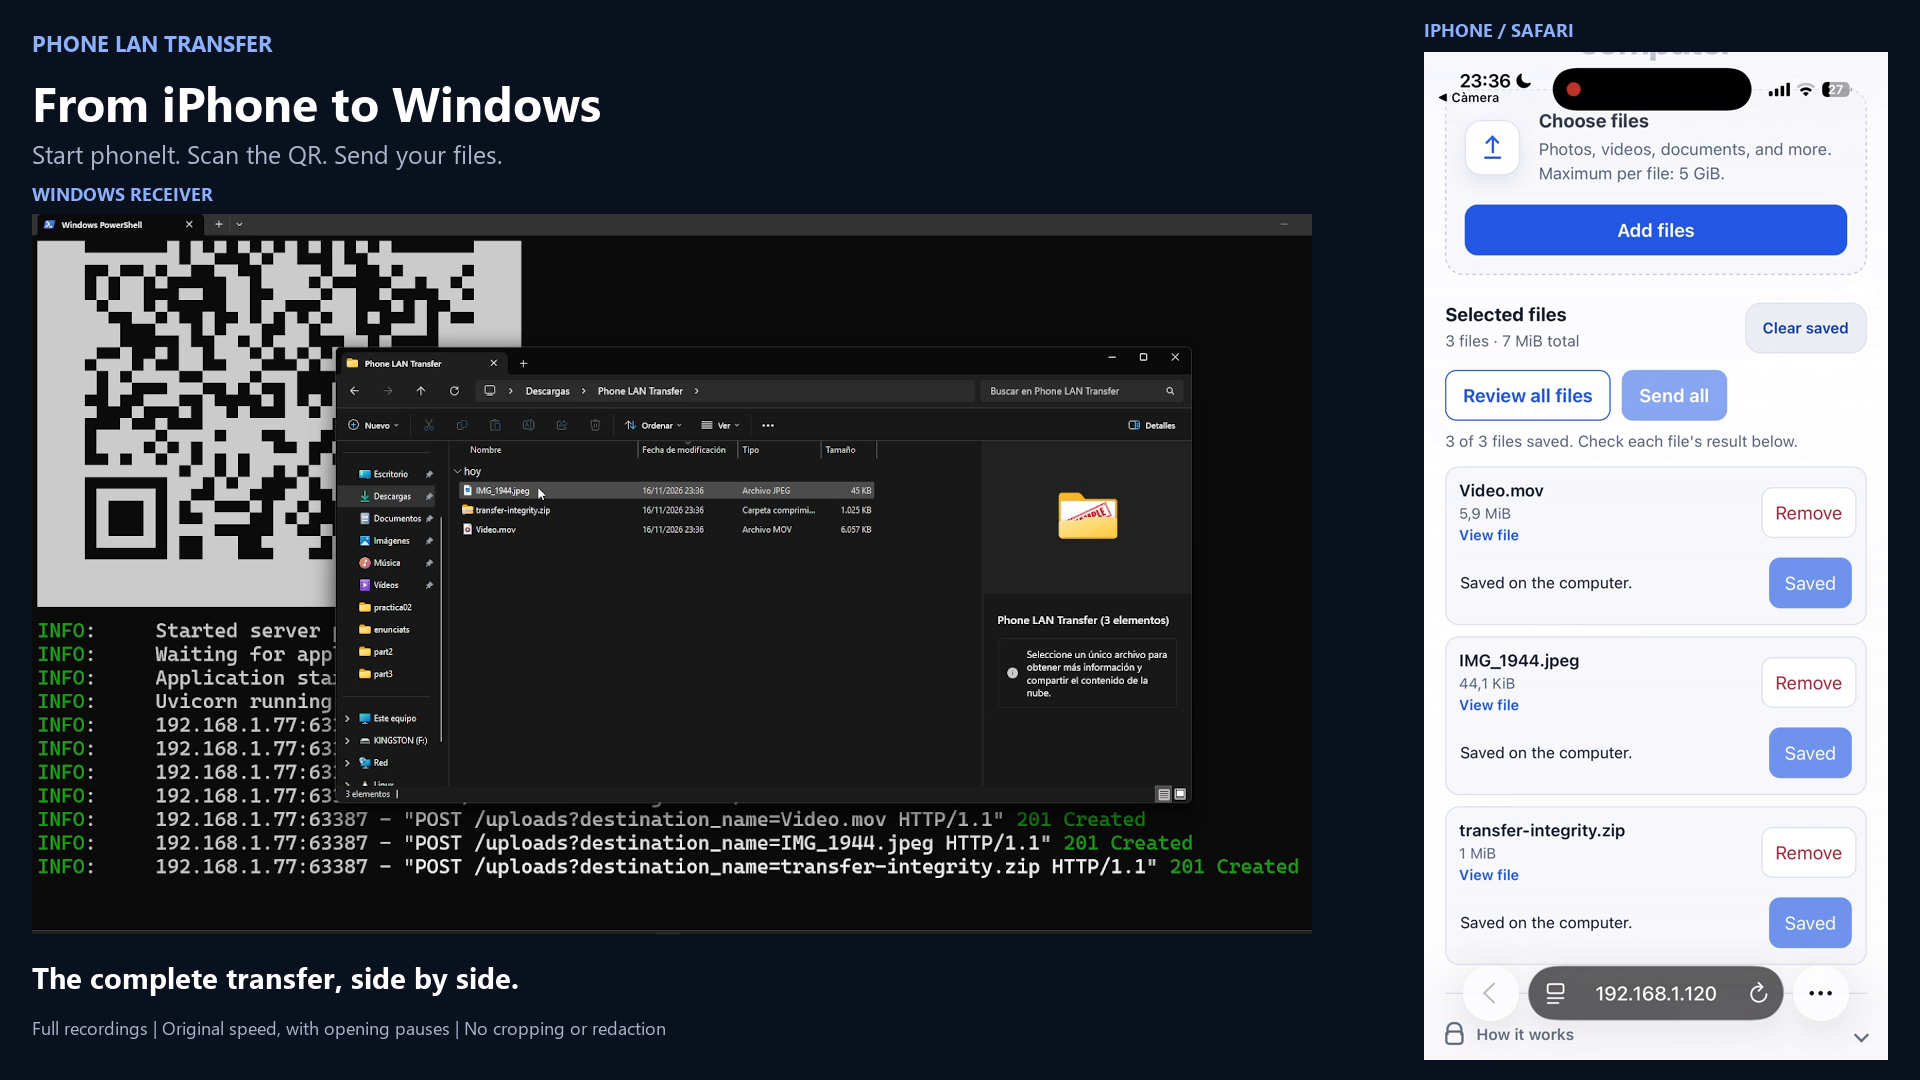 PHONE LAN TRANSFER
From iPhone to Windows
Start phonelt. Scan the QR. Send your files.
WINDOWS RECEIVER
Windows PowerShell
Phone LAN Transfer
Descargas > Phone LAN Transfer >
Buscar en Phone LAN Transfer
Nuevo
Ordenar
Ver
Detalles
Nombre Fecha de modificación Tipo Tamaño
hoy
IMG_1944.jpeg 16/11/2026 23:36 Archivo JPEG 45 KB
transfer-integrity.zip 16/11/2026 23:36 Carpeta comprimi... 1.025 KB
Video.mov 16/11/2026 23:36 Archivo MOV 6.057 KB
Escritorio
Descargas
Documentos
Imágenes
Música
Vídeos
practica02
enunciats
part2
part3
Este equipo
KINGSTON (F:)
Red
Linux
3 elementos
SAMPLE
Phone LAN Transfer (3 elementos)
Seleccione un único archivo para
obtener más información y
compartir el contenido de la
nube.
INFO: Started server
INFO: Waiting for app
INFO: Application sta
INFO: Uvicorn running
INFO: 192.168.1.77:63
INFO: 192.168.1.77:63
INFO: 192.168.1.77:63
INFO: 192.168.1.77:63
INFO: 192.168.1.77:63387 - "POST /uploads?destination_name=Video.mov HTTP/1.1" 201 Created
INFO: 192.168.1.77:63387 - "POST /uploads?destination_name=IMG_1944.jpeg HTTP/1.1" 201 Created
INFO: 192.168.1.77:63387 - "POST /uploads?destination_name=transfer-integrity.zip HTTP/1.1" 201 Created
The complete transfer, side by side.
Full recordings | Original speed, with opening pauses | No cropping or redaction
IPHONE / SAFARI
23:36
27
Càmera
Choose files
Photos, videos, documents, and more.
Maximum per file: 5 GiB.
Add files
Selected files
3 files · 7 MiB total
Clear saved
Review all files
Send all
3 of 3 files saved. Check each file's result below.
Video.mov
5,9 MiB
View file
Remove
Saved on the computer.
Saved
IMG_1944.jpeg
44,1 KiB
View file
Remove
Saved on the computer.
Saved
transfer-integrity.zip
1 MiB
View file
Remove
Saved on the computer.
Saved
192.168.1.120
How it works